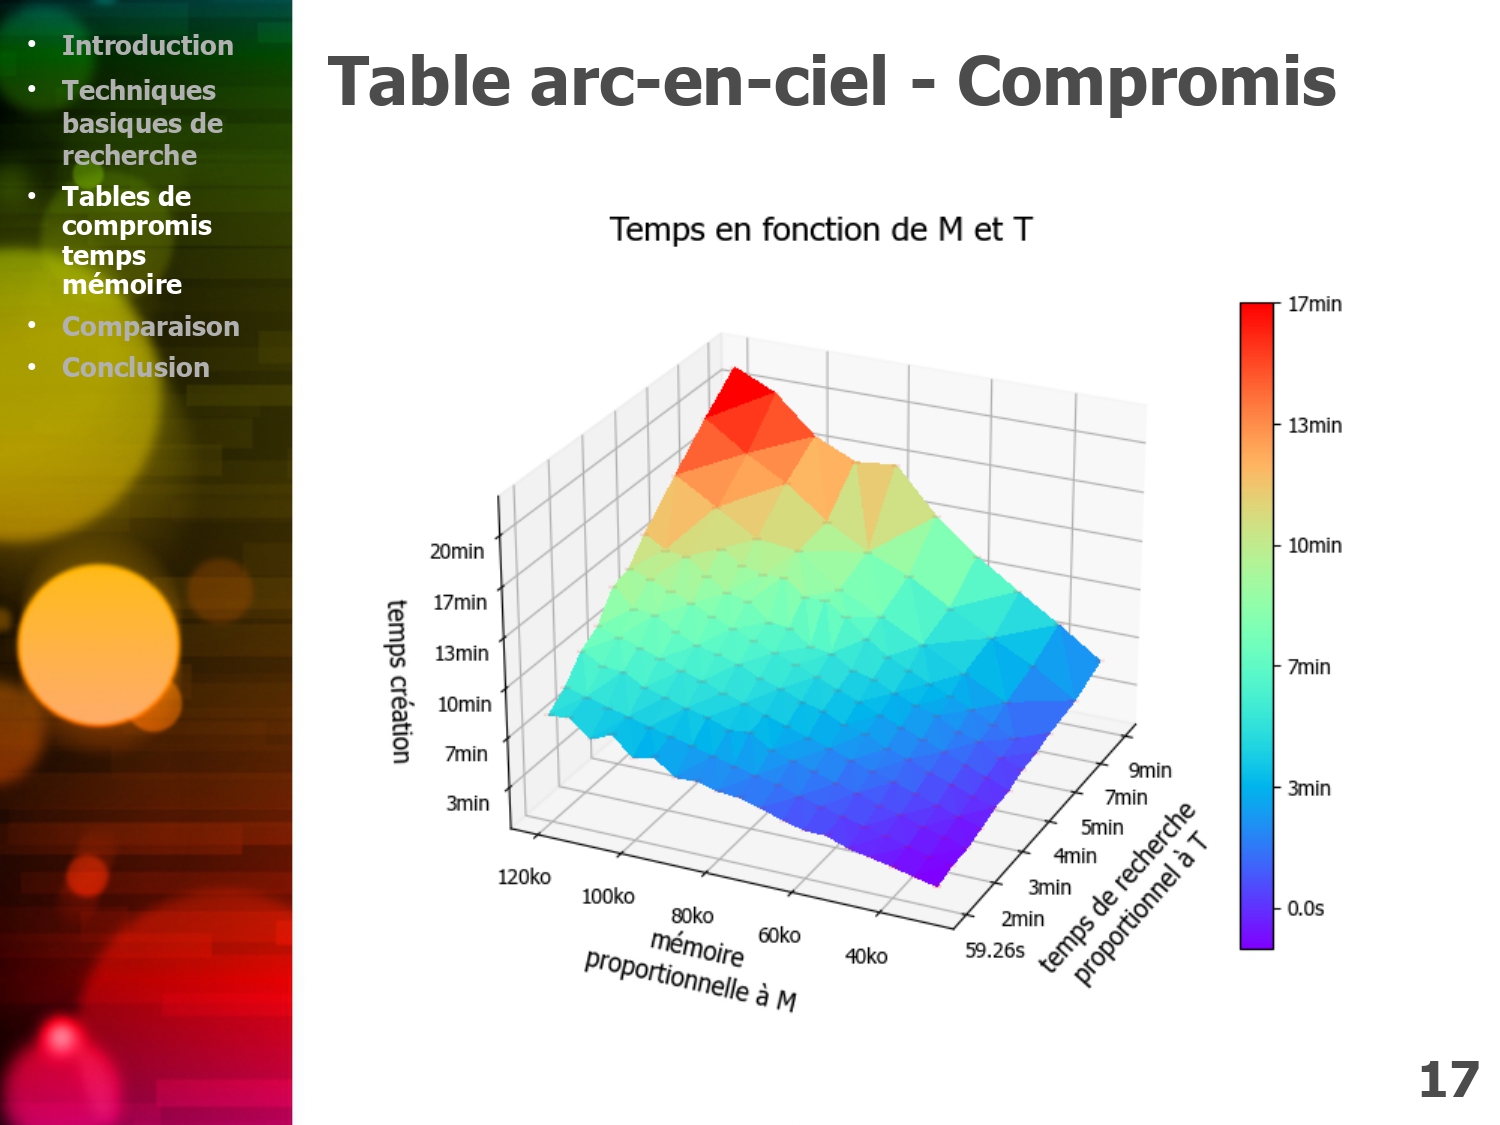 • Introduction
• Techniques
basiques de
recherche
• Tables de
compromis
temps
mémoire
• Comparaison
• Conclusion
Table arc-en-ciel - Compromis
Temps en fonction de M et T
20min
17min
13min
10min
7min
3min
temps création
120ko
100ko
80ko
60ko
40ko
mémoire
proportionnelle à M
59.26s
2min
3min
4min
5min
7min
9min
temps de recherche
proportionnel à T
17min
13min
10min
7min
3min
0.0s
17